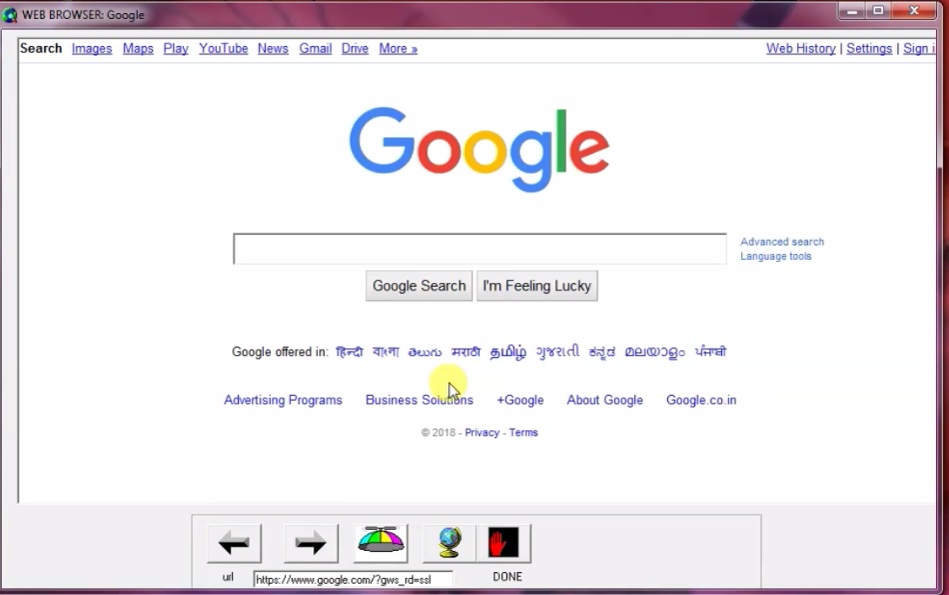 WEB BROWSER: Google
Search Images Maps Play YouTube News Gmail Drive More »
Web History | Settings | Sign i
Google
Advanced search
Language tools
Google Search I'm Feeling Lucky
Google offered in: हिन्दी বাংলা తెలుగు मराठी தமிழ் ગુજરાતી ಕನ್ನಡ മലയാളം ਪੰਜਾਬੀ
Advertising Programs Business Solutions +Google About Google Google.co.in
© 2018 - Privacy - Terms
url https://www.google.com/?gws_rd=ssl DONE